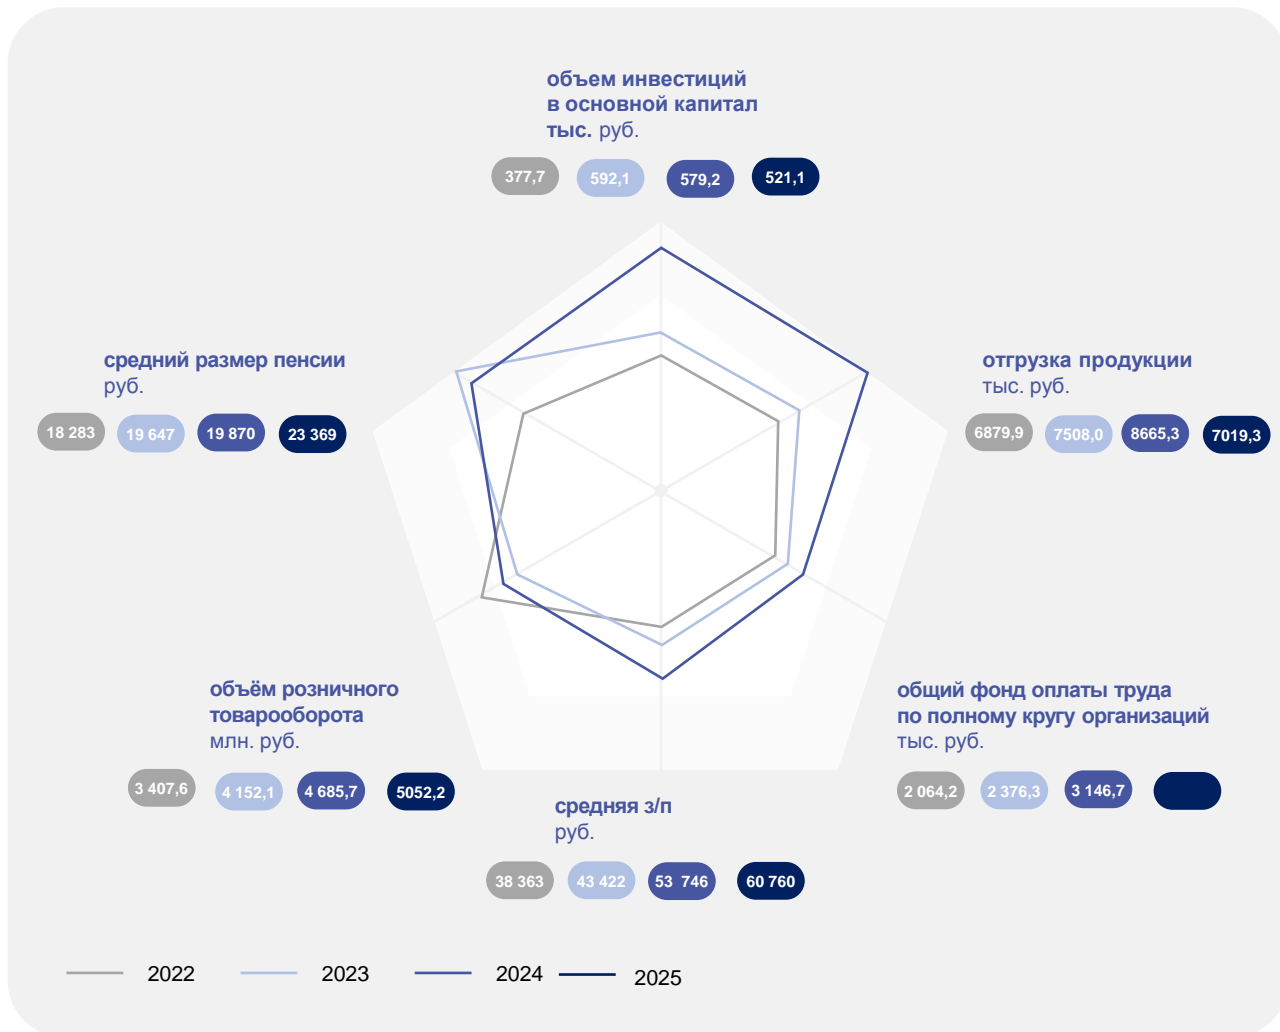 объем инвестиций
в основной капитал
тыс. руб.
377,7 592,1 579,2 521,1
средний размер пенсии
руб.
18 283 19 647 19 870 23 369
отгрузка продукции
тыс. руб.
6879,9 7508,0 8665,3 7019,3
объём розничного
товарооборота
млн. руб.
3 407,6 4 152,1 4 685,7 5052,2
общий фонд оплаты труда
по полному кругу организаций
тыс. руб.
2 064,2 2 376,3 3 146,7
средняя з/п
руб.
38 363 43 422 53 746 60 760
2022 2023 2024 2025